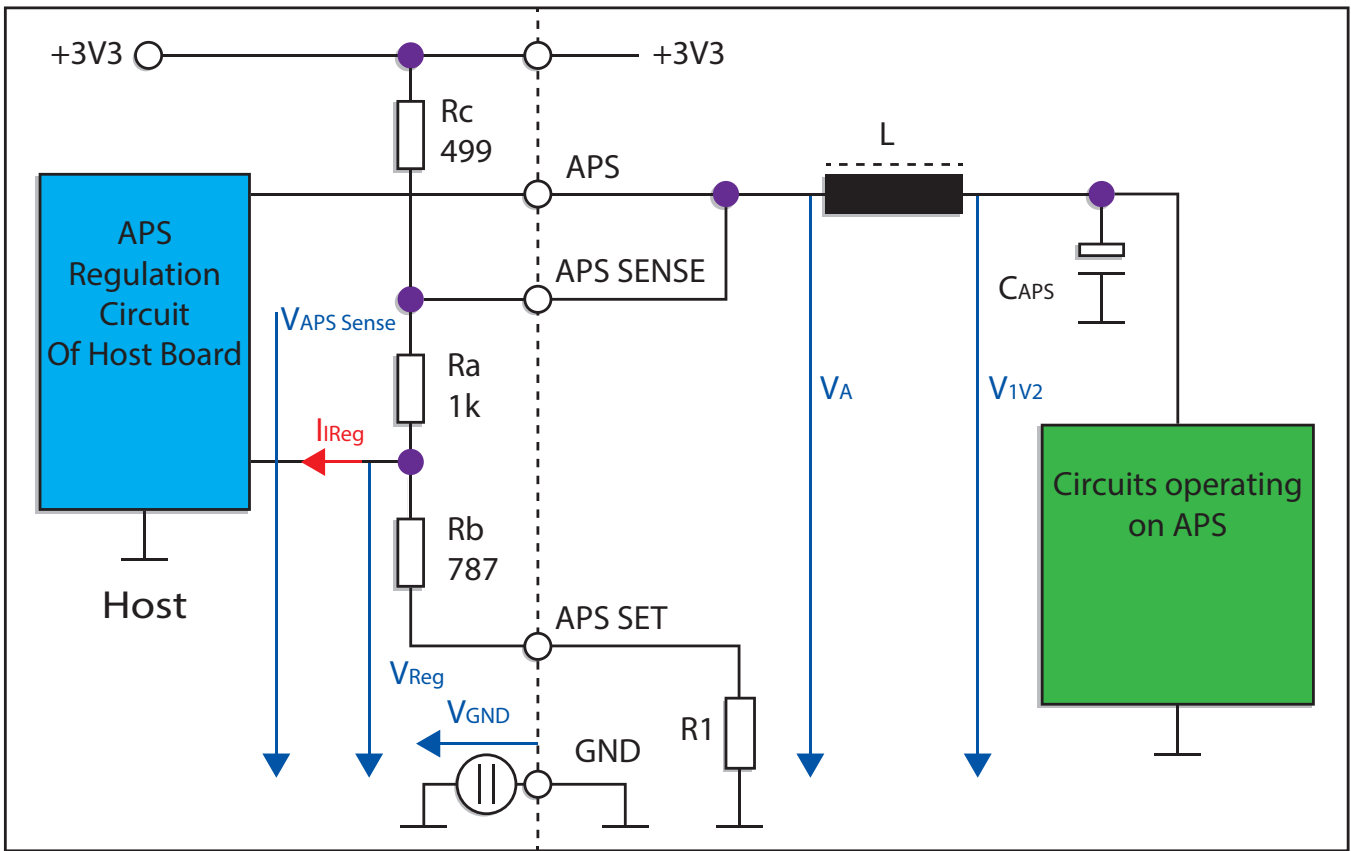 +3V3
+3V3
Rc
499
L
APS
APS
Regulation
Circuit
Of Host Board
APS SENSE
CAPS
VAPS Sense
Ra
1k
VA
V1V2
IIReg
Circuits operating
on APS
Rb
787
Host
APS SET
VReg
VGND
R1
GND